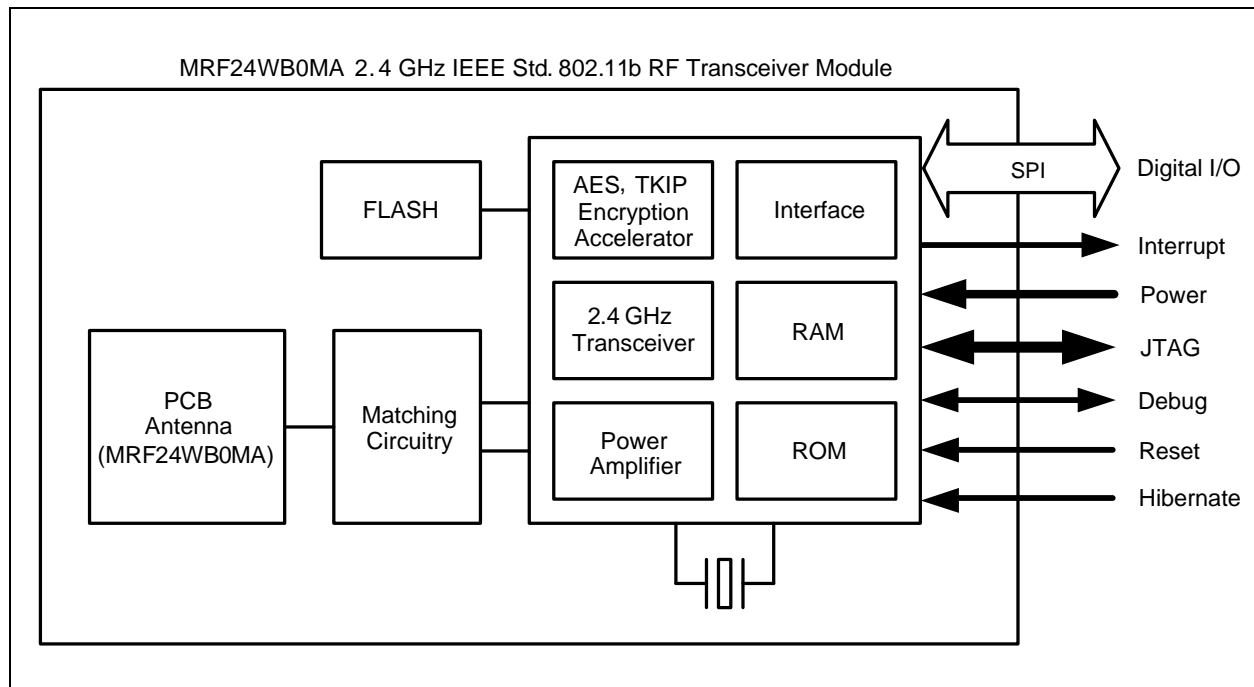 MRF24WB0MA 2.4 GHz IEEE Std. 802.11b RF Transceiver Module
FLASH
AES, TKIP
Encryption
Accelerator
Interface
SPI
Digital I/O
Interrupt
Power
2.4 GHz
Transceiver
RAM
JTAG
PCB
Antenna
(MRF24WB0MA)
Matching
Circuitry
Power
Amplifier
ROM
Debug
Reset
Hibernate